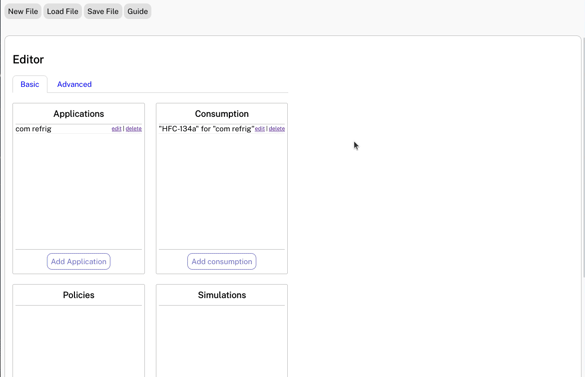 New File Load File Save File Guide
Editor
Basic Advanced
Applications
com refrig edit | delete
Add Application
Consumption
"HFC-134a" for "com refrig" edit | delete
Add consumption
Policies
Simulations